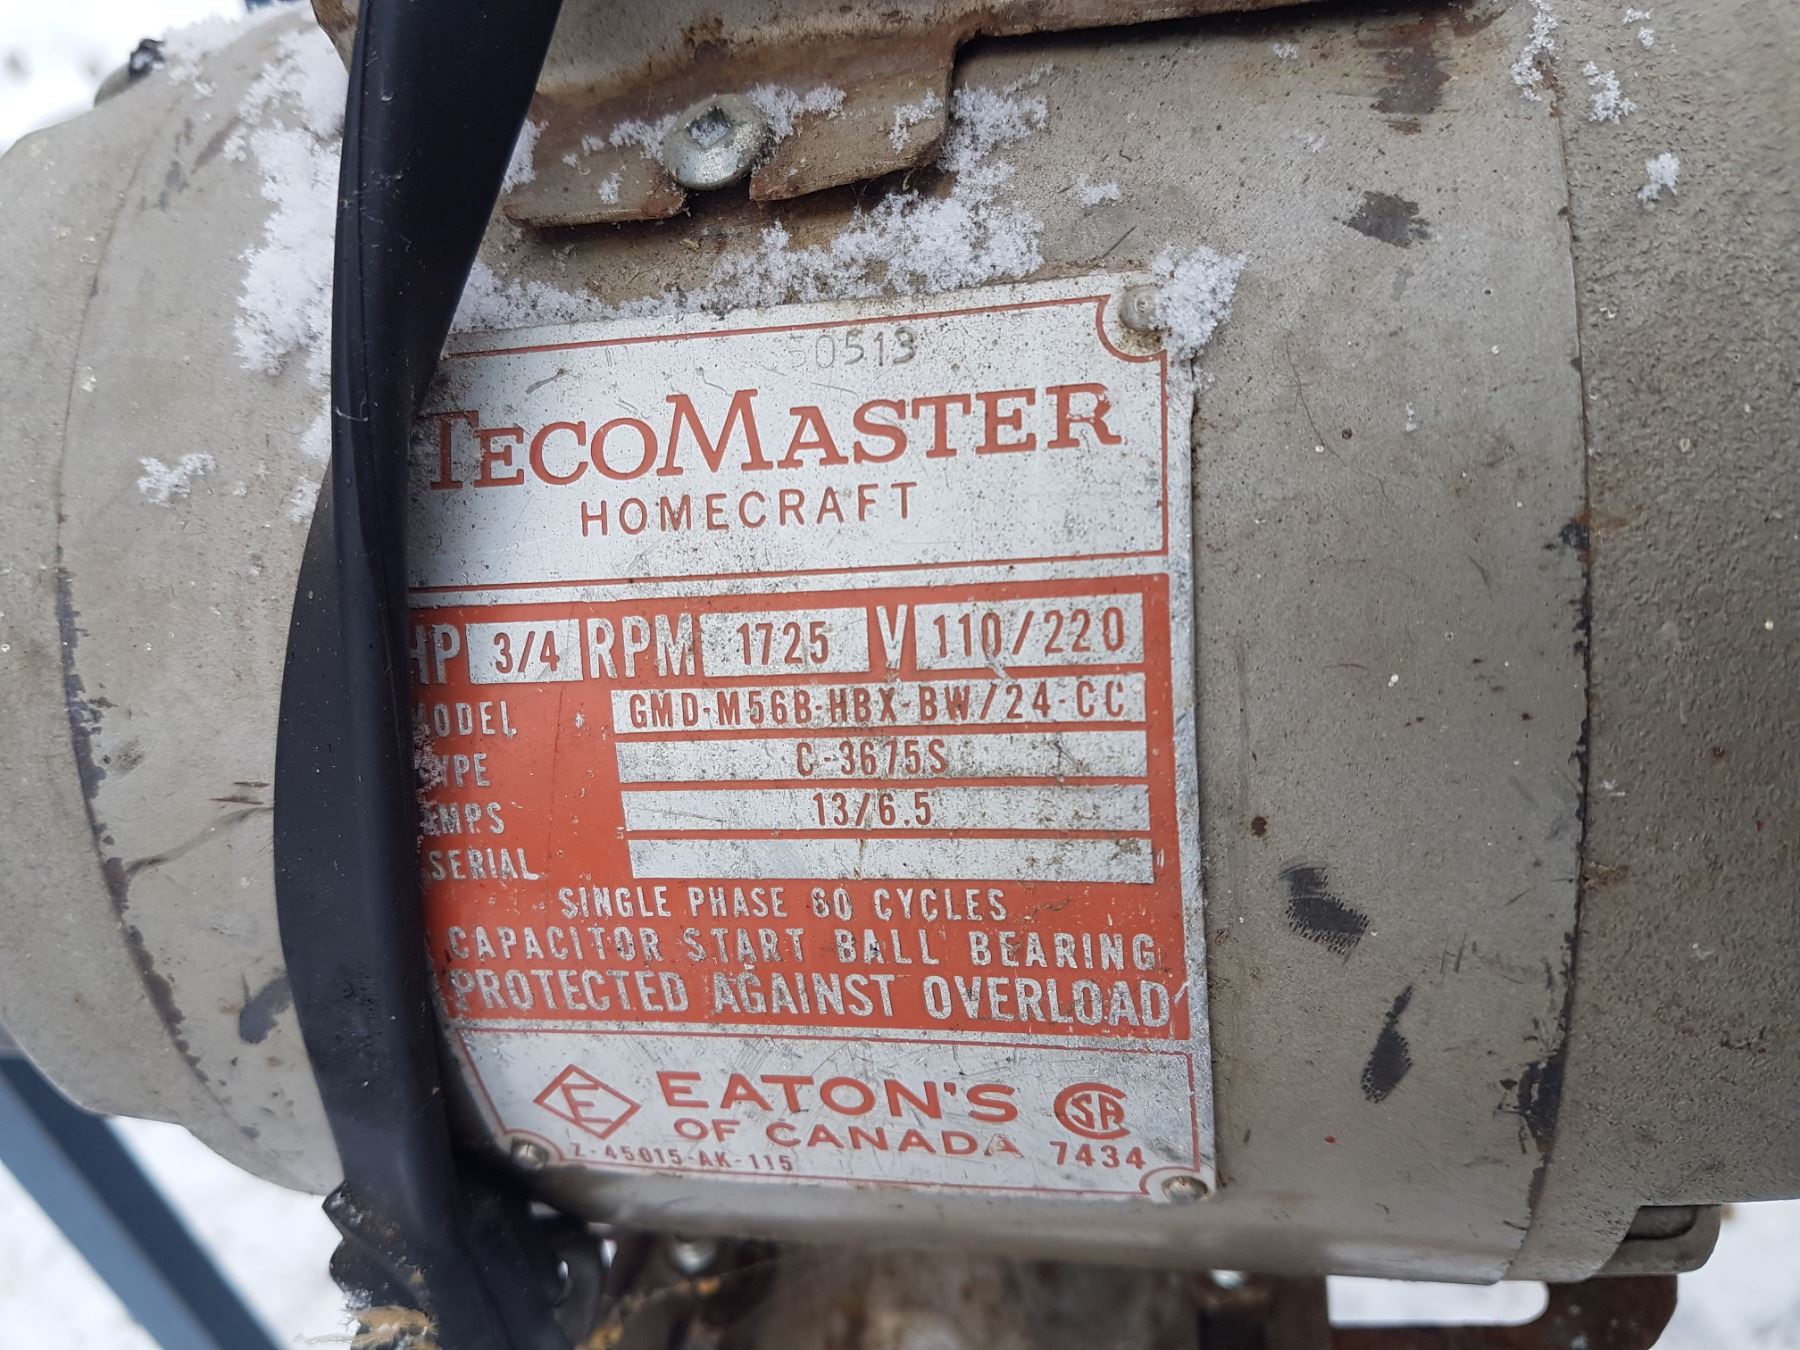 50513
TECOMASTER
HOMECRAFT
HP 3/4 RPM 1725 V 110/220
MODEL GMD-M56B-HBX-BW/24-CC
TYPE C-3675S
AMPS 13/6.5
SERIAL
SINGLE PHASE 60 CYCLES
CAPACITOR START BALL BEARING
PROTECTED AGAINST OVERLOAD
E EATON'S CSA
OF CANADA 7434
Z-45015-AK-115